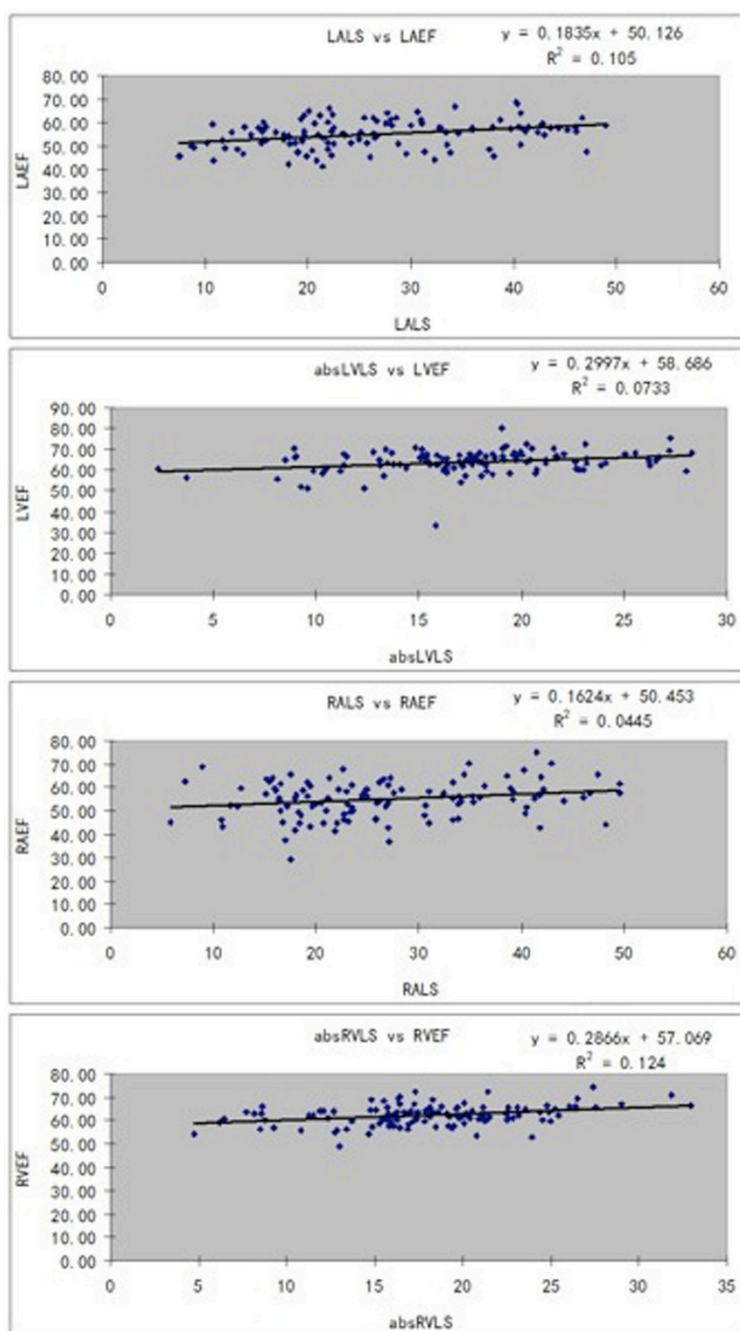 LALS vs LAEF
y = 0.1835x + 50.126
R² = 0.105
80.00
70.00
60.00
50.00
40.00
30.00
20.00
10.00
0.00
LAEF
0 10 20 30 40 50 60
LALS
absLVLS vs LVEF
y = 0.2997x + 58.686
R² = 0.0733
90.00
80.00
70.00
60.00
50.00
40.00
30.00
20.00
10.00
0.00
LVEF
0 5 10 15 20 25 30
absLVLS
RALS vs RAEF
y = 0.1624x + 50.453
R² = 0.0445
80.00
70.00
60.00
50.00
40.00
30.00
20.00
10.00
0.00
RAEF
0 10 20 30 40 50 60
RALS
absRVLS vs RVEF
y = 0.2866x + 57.069
R² = 0.124
80.00
70.00
60.00
50.00
40.00
30.00
20.00
10.00
0.00
RVEF
0 5 10 15 20 25 30 35
absRVLS